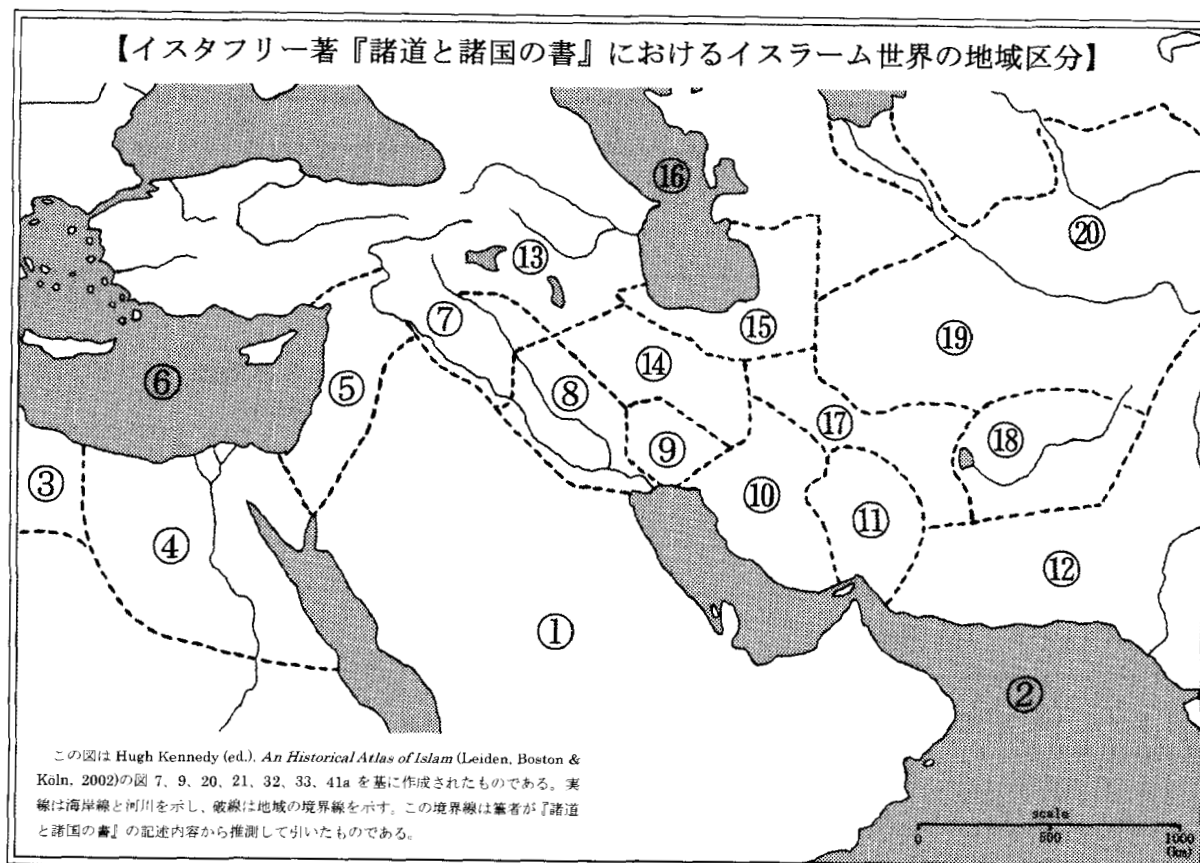 【イスタフリー著『諸道と諸国の書』におけるイスラーム世界の地域区分】
⑯
⑳
⑬
⑦
⑮
⑭
⑲
⑥
⑤
⑧
⑰
⑱
⑨
③
⑩
⑪
④
⑫
①
②
この図は Hugh Kennedy (ed.), An Historical Atlas of Islam (Leiden, Boston &
Köln, 2002)の図 7、9、20、21、32、33、41a を基に作成されたものである。実
線は海岸線と河川を示し、破線は地域の境界線を示す。この境界線は筆者が『諸道
と諸国の書』の記述内容から推測して引いたものである。
scale
0 500 1000
(km)